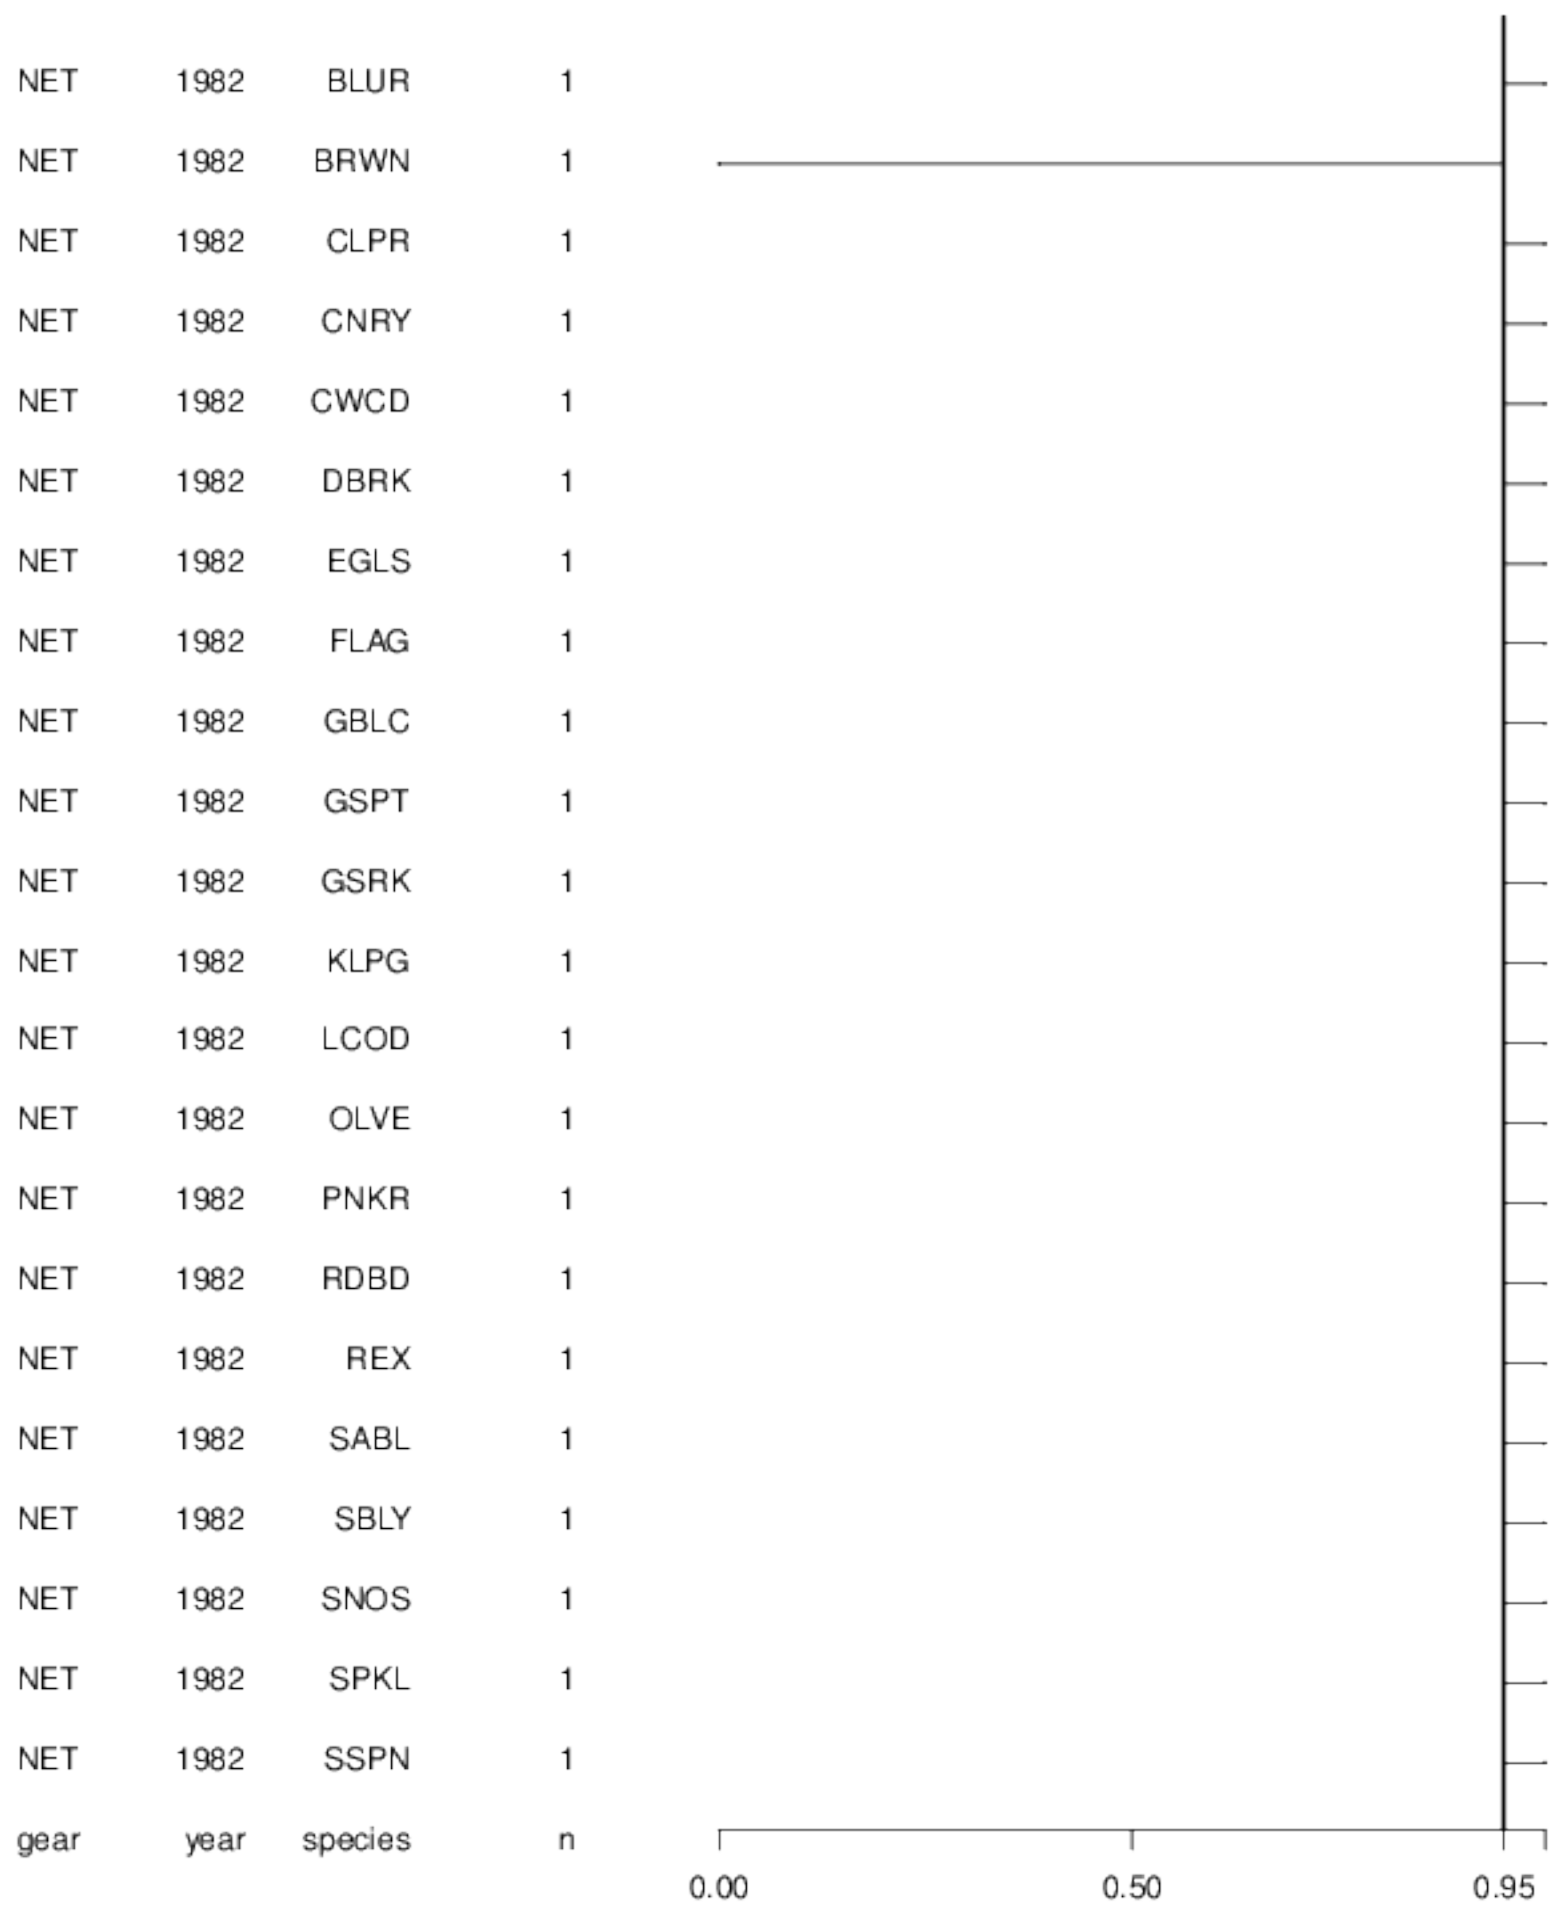 NET 1982 BLUR 1
NET 1982 BRWN 1
NET 1982 CLPR 1
NET 1982 CNRY 1
NET 1982 CWCD 1
NET 1982 DBRK 1
NET 1982 EGLS 1
NET 1982 FLAG 1
NET 1982 GBLC 1
NET 1982 GSPT 1
NET 1982 GSRK 1
NET 1982 KLPG 1
NET 1982 LCOD 1
NET 1982 OLVE 1
NET 1982 PNKR 1
NET 1982 RDBD 1
NET 1982 REX 1
NET 1982 SABL 1
NET 1982 SBLY 1
NET 1982 SNOS 1
NET 1982 SPKL 1
NET 1982 SSPN 1
gear year species n
0.00 0.50 0.95